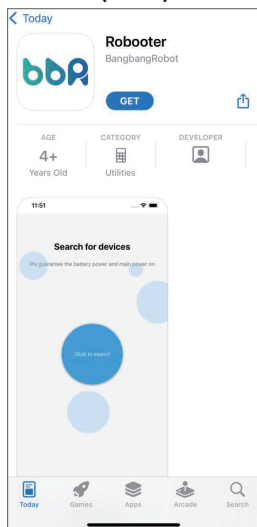 Today
bbR
Robooter
BangbangRobot
GET
AGE CATEGORY DEVELOPER
4+
Years Old Utilities
11:51
Search for devices
Pls guarantee the battery power and main power on
Click to search
Today Games Apps Arcade Search